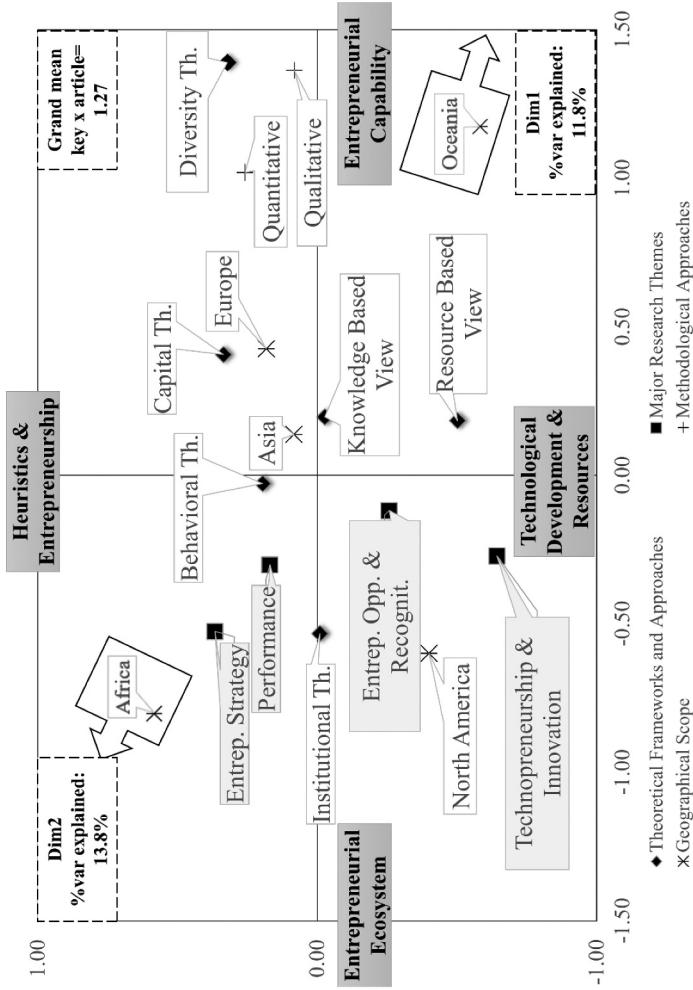 Heuristics &
Entrepreneurship
Dim2
%var explained:
13.8%
Grand mean
key x article=
1.27
Africa
Entrep. Strategy
Performance
Behavioral Th.
Capital Th.
Europe
Asia
Diversity Th.
Quantitative
Qualitative
Institutional Th.
Entrepreneurial
Ecosystem
Entrepreneurial
Capability
Entrep. Opp. &
Recognit.
North America
Technopreneurship &
Innovation
Knowledge Based
View
Resource Based
View
Oceania
Technological
Development &
Resources
Dim1
%var explained:
11.8%
1.00
0.00
-1.00
-1.50
-1.00
-0.50
0.00
0.50
1.00
1.50
Theoretical Frameworks and Approaches
Major Research Themes
Geographical Scope
Methodological Approaches